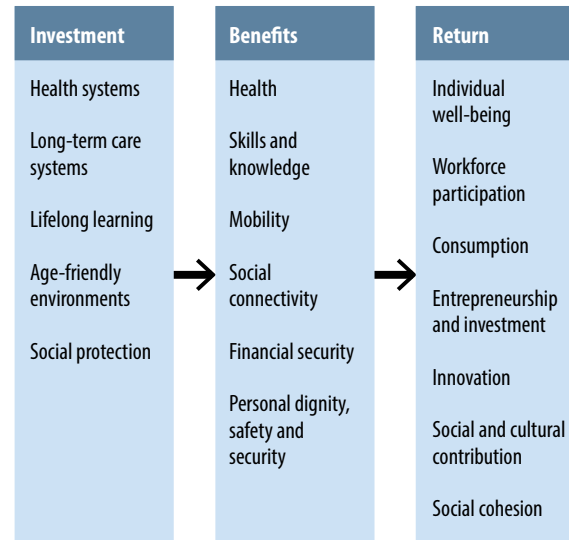 Investment
Health systems
Long-term care
systems
Lifelong learning
Age-friendly
environments
Social protection
Benefits
Health
Skills and
knowledge
Mobility
Social
connectivity
Financial security
Personal dignity,
safety and
security
Return
Individual
well-being
Workforce
participation
Consumption
Entrepreneurship
and investment
Innovation
Social and cultural
contribution
Social cohesion